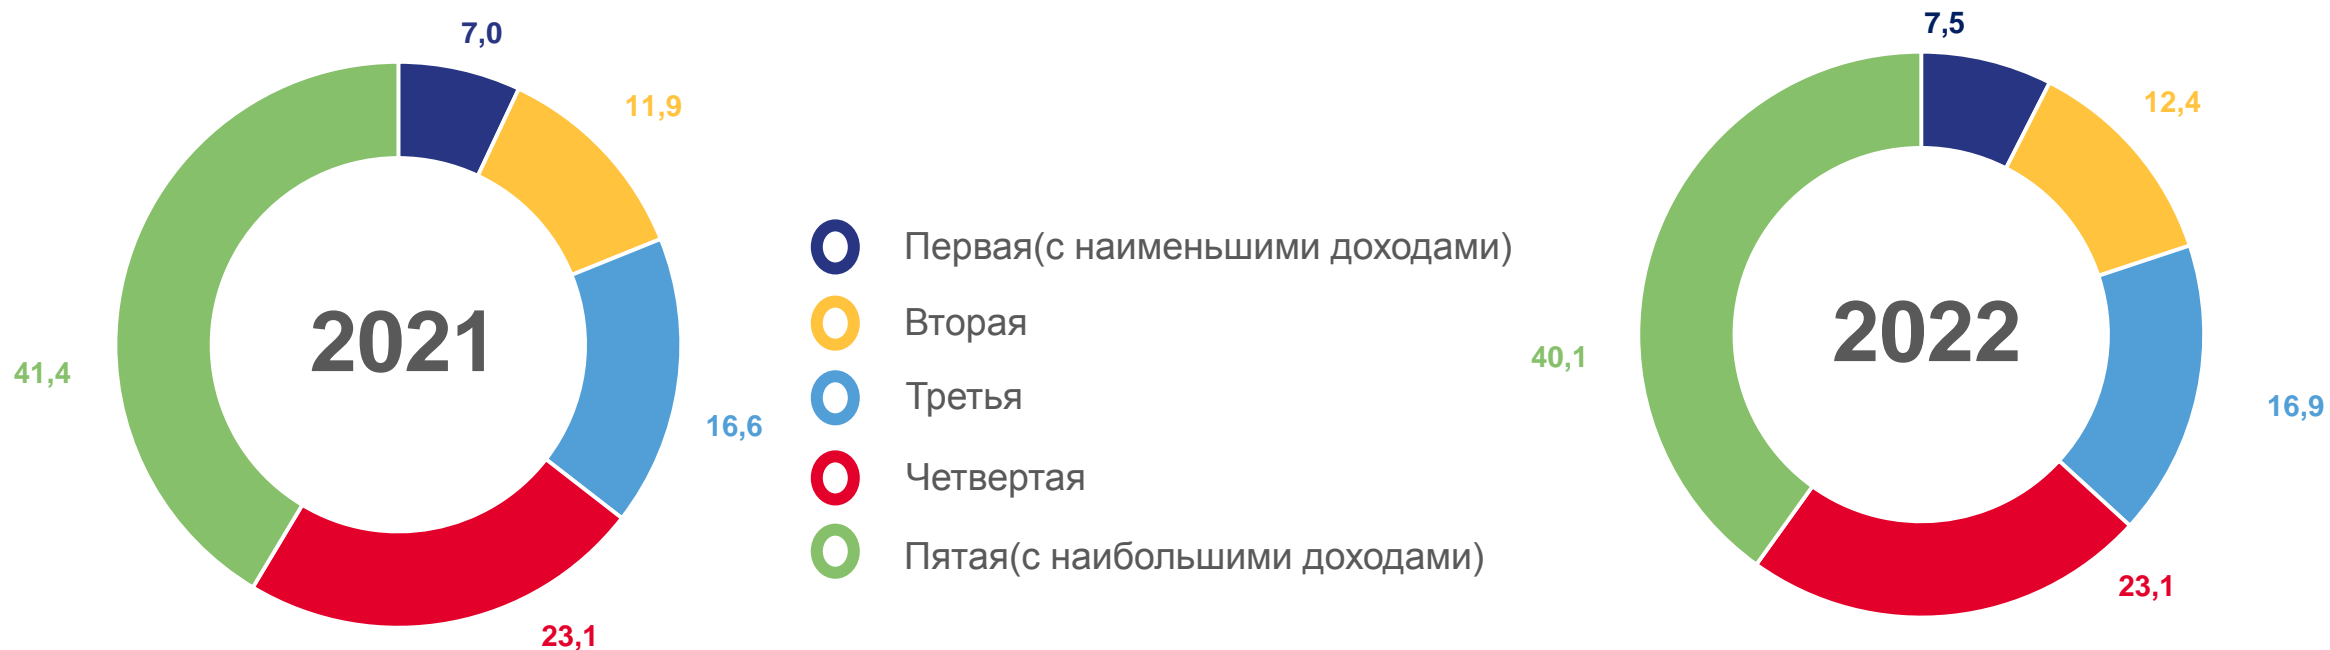 7,0
11,9
2021
41,4
16,6
23,1
Первая(с наименьшими доходами)
Вторая
Третья
Четвертая
Пятая(с наибольшими доходами)
7,5
12,4
2022
40,1
16,9
23,1